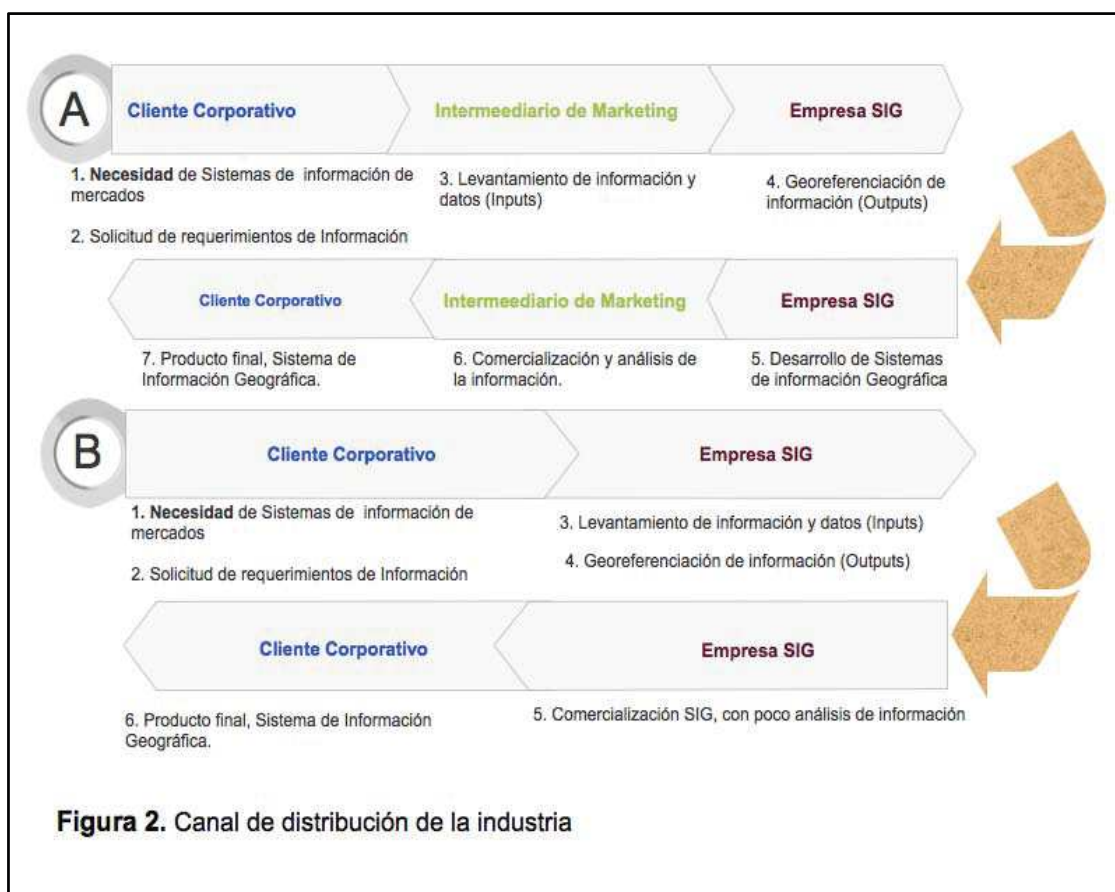 A
Cliente Corporativo
Intermeediario de Marketing
Empresa SIG
1. Necesidad de Sistemas de información de
mercados
2. Solicitud de requerimientos de Información
3. Levantamiento de información y
datos (Inputs)
4. Georeferenciación de
información (Outputs)
Cliente Corporativo
Intermeediario de Marketing
Empresa SIG
7. Producto final, Sistema de
Información Geográfica.
6. Comercialización y análisis de
la información.
5. Desarrollo de Sistemas
de información Geográfica
B
Cliente Corporativo
Empresa SIG
1. Necesidad de Sistemas de información de
mercados
2. Solicitud de requerimientos de Información
3. Levantamiento de información y datos (Inputs)
4. Georeferenciación de información (Outputs)
Cliente Corporativo
Empresa SIG
6. Producto final, Sistema de Información
Geográfica.
5. Comercialización SIG, con poco análisis de información
Figura 2. Canal de distribución de la industria